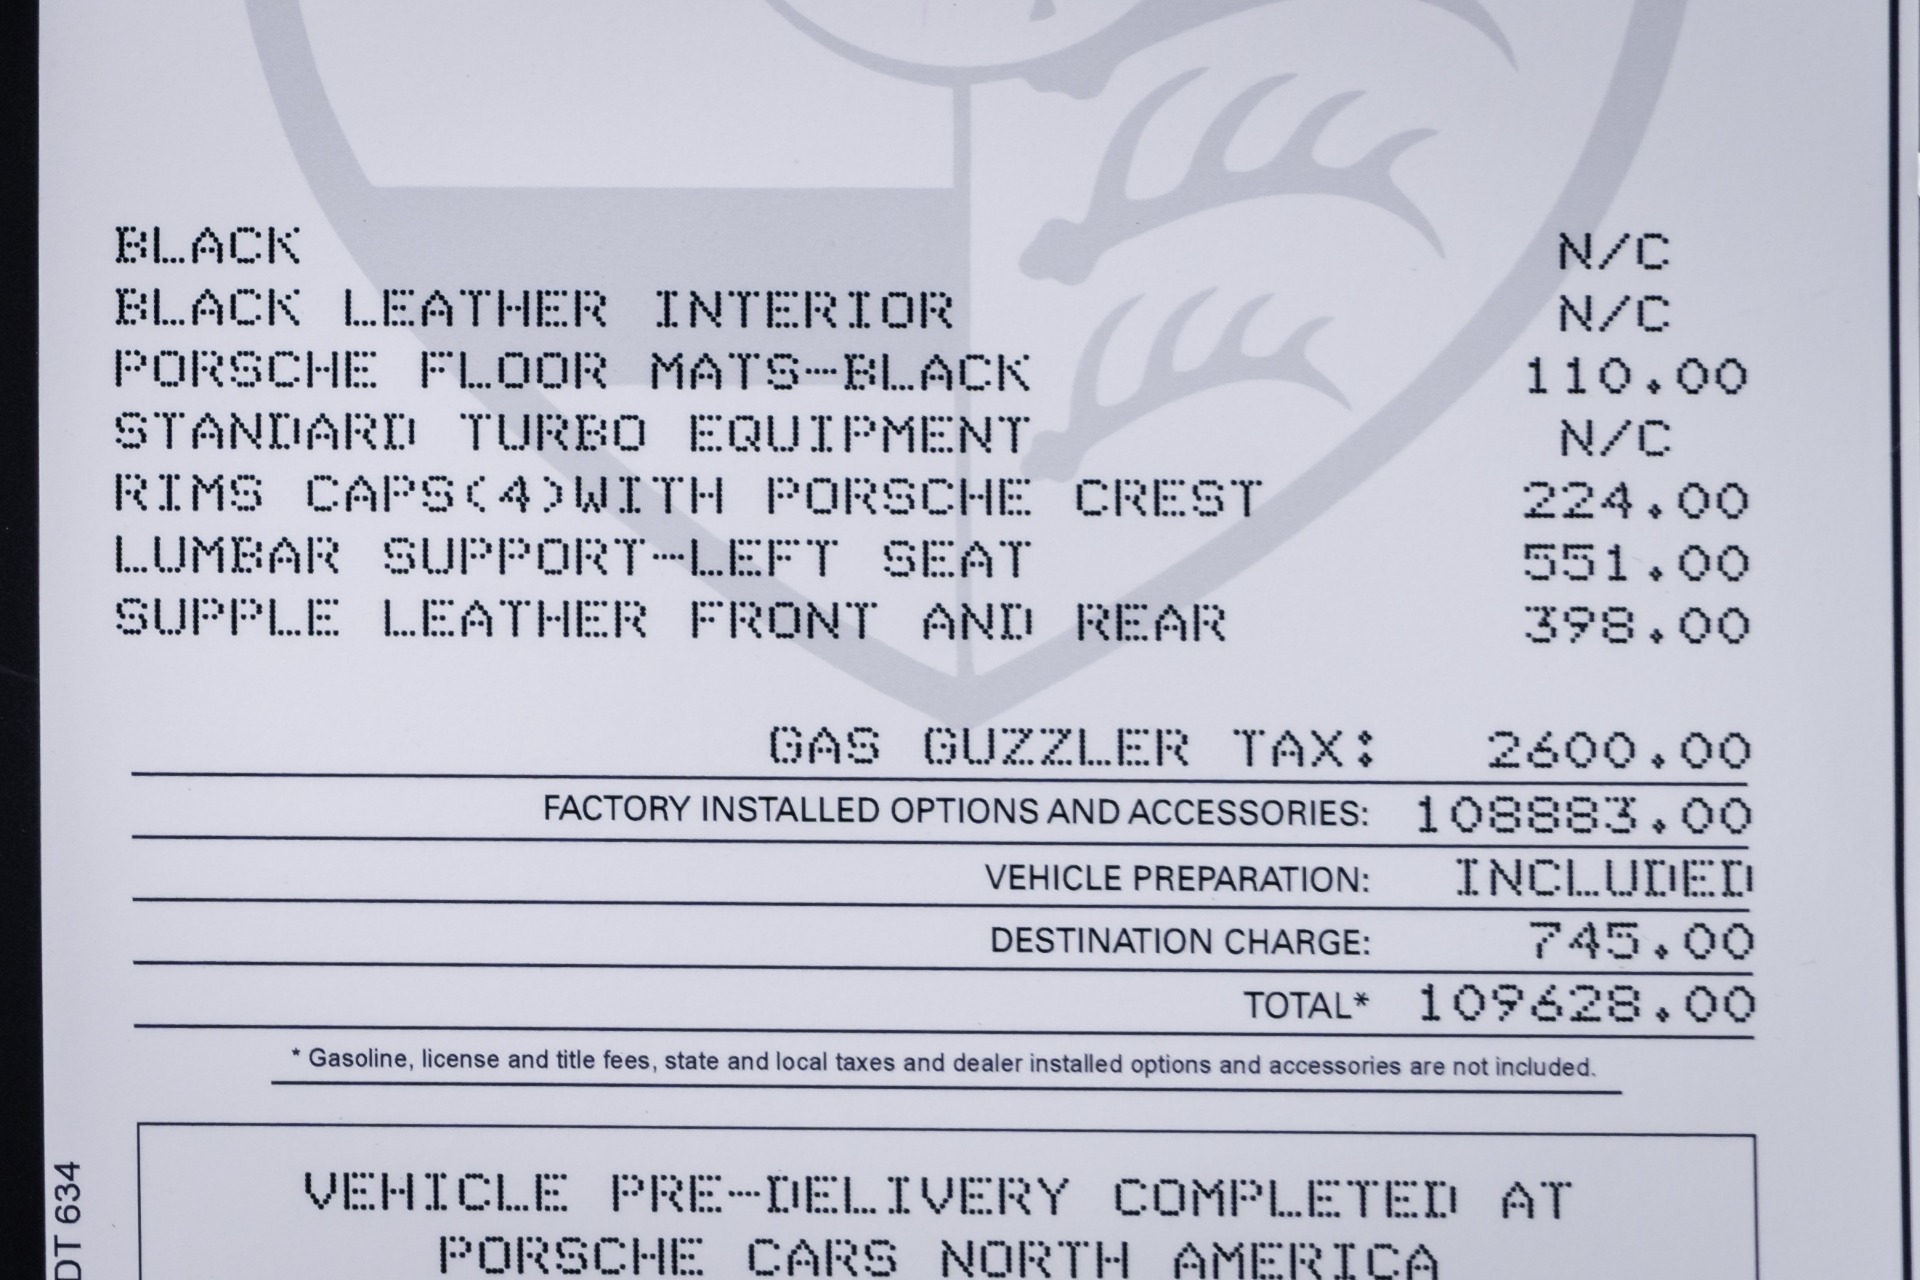 BLACK N/C
BLACK LEATHER INTERIOR N/C
PORSCHE FLOOR MATS-BLACK 110.00
STANDARD TURBO EQUIPMENT N/C
RIMS CAPS(4)WITH PORSCHE CREST 224.00
LUMBAR SUPPORT-LEFT SEAT 551.00
SUPPLE LEATHER FRONT AND REAR 398.00
GAS GUZZLER TAX: 2600.00
FACTORY INSTALLED OPTIONS AND ACCESSORIES: 108883.00
VEHICLE PREPARATION: INCLUDED
DESTINATION CHARGE: 745.00
TOTAL* 109628.00
* Gasoline, license and title fees, state and local taxes and dealer installed options and accessories are not included.
VEHICLE PRE-DELIVERY COMPLETED AT
PORSCHE CARS NORTH AMERICA
DT 634